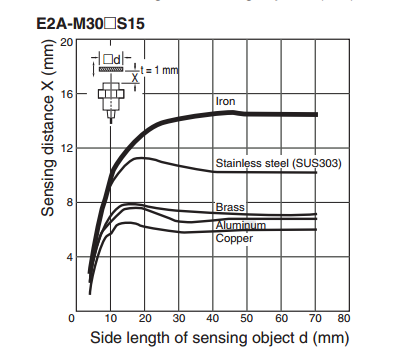 E2A-M30□S15
Sensing distance X (mm)
20
16
12
8
4
□d
t = 1 mm
X
Iron
Stainless steel (SUS303)
Brass
Aluminum
Copper
0 10 20 30 40 50 60 70 80
Side length of sensing object d (mm)